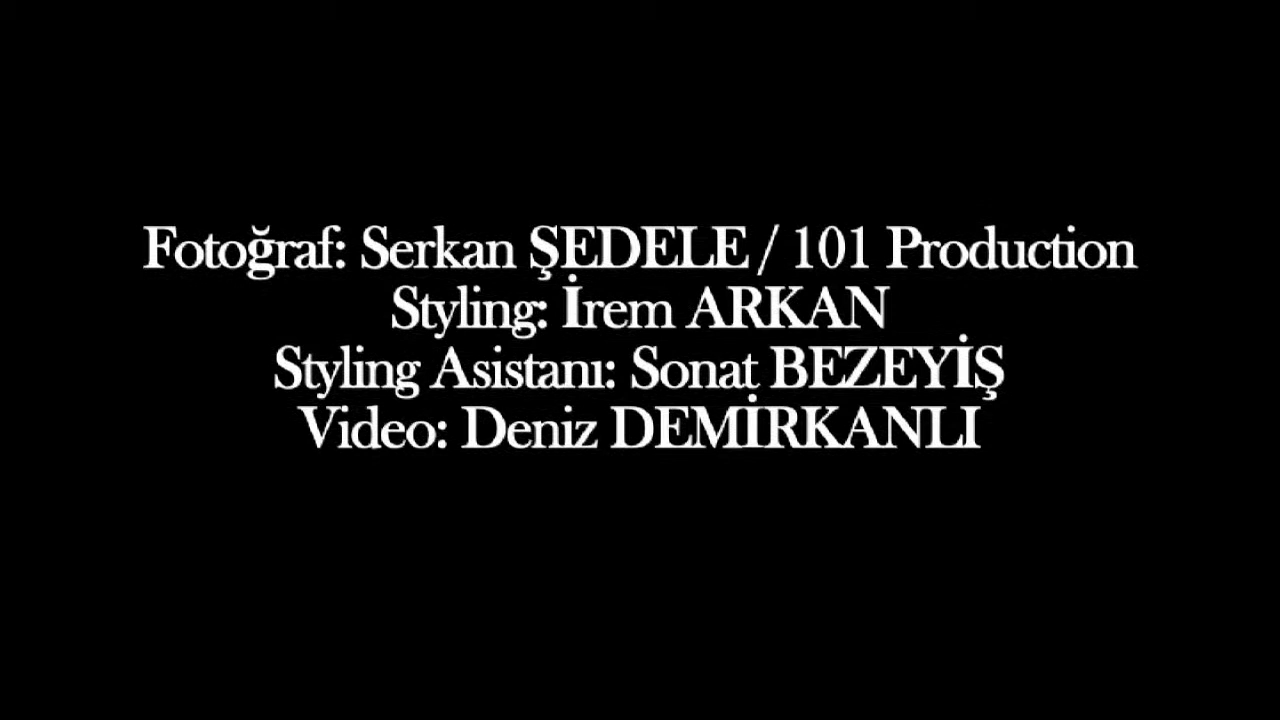 Fotoğraf: Serkan ŞEDELE / 101 Production
Styling: İrem ARKAN
Styling Asistanı: Sonat BEZEYİŞ
Video: Deniz DEMİRKANLI